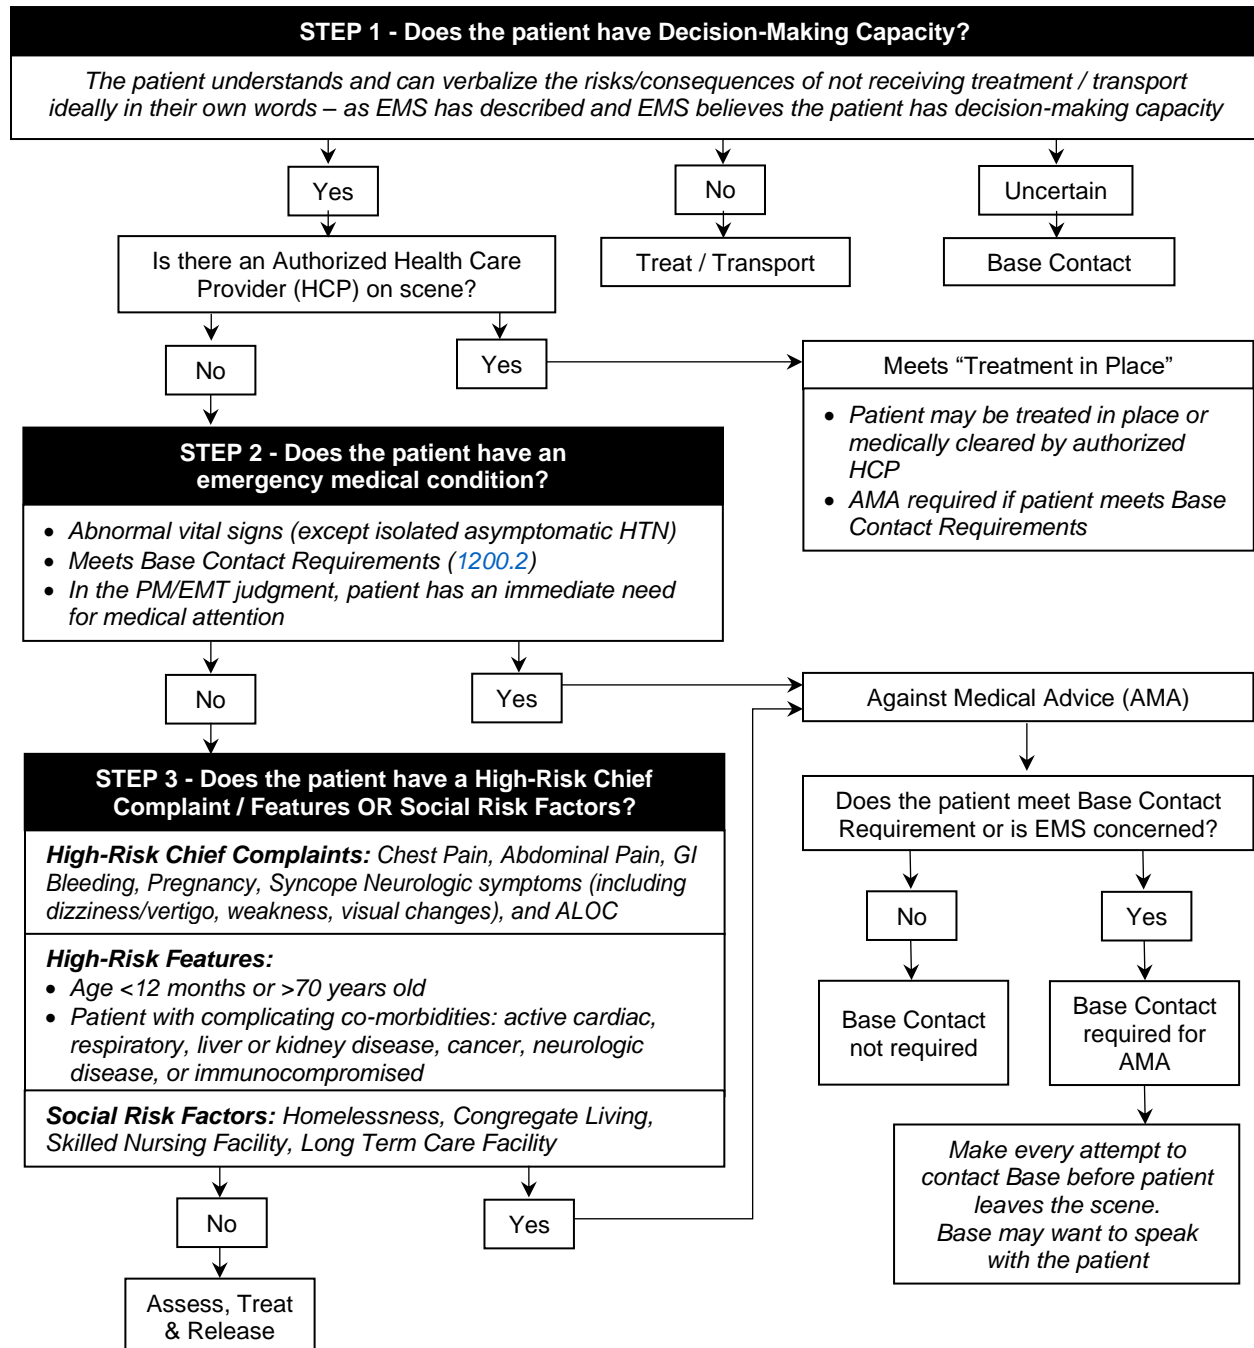 STEP 1 - Does the patient have Decision-Making Capacity?
The patient understands and can verbalize the risks/consequences of not receiving treatment / transport
ideally in their own words – as EMS has described and EMS believes the patient has decision-making capacity
Yes
No
Uncertain
Is there an Authorized Health Care
Provider (HCP) on scene?
Treat / Transport
Base Contact
No
Yes
Meets “Treatment in Place”
• Patient may be treated in place or
medically cleared by authorized
HCP
• AMA required if patient meets Base
Contact Requirements
STEP 2 - Does the patient have an
emergency medical condition?
• Abnormal vital signs (except isolated asymptomatic HTN)
• Meets Base Contact Requirements (1200.2)
• In the PM/EMT judgment, patient has an immediate need
for medical attention
No
Yes
Against Medical Advice (AMA)
STEP 3 - Does the patient have a High-Risk Chief
Complaint / Features OR Social Risk Factors?
High-Risk Chief Complaints: Chest Pain, Abdominal Pain, GI
Bleeding, Pregnancy, Syncope Neurologic symptoms (including
dizziness/vertigo, weakness, visual changes), and ALOC
High-Risk Features:
• Age <12 months or >70 years old
• Patient with complicating co-morbidities: active cardiac,
respiratory, liver or kidney disease, cancer, neurologic
disease, or immunocompromised
Social Risk Factors: Homelessness, Congregate Living,
Skilled Nursing Facility, Long Term Care Facility
Does the patient meet Base Contact
Requirement or is EMS concerned?
No
Yes
Base Contact
not required
Base Contact
required for
AMA
Make every attempt to
contact Base before patient
leaves the scene.
Base may want to speak
with the patient
No
Yes
Assess, Treat
& Release